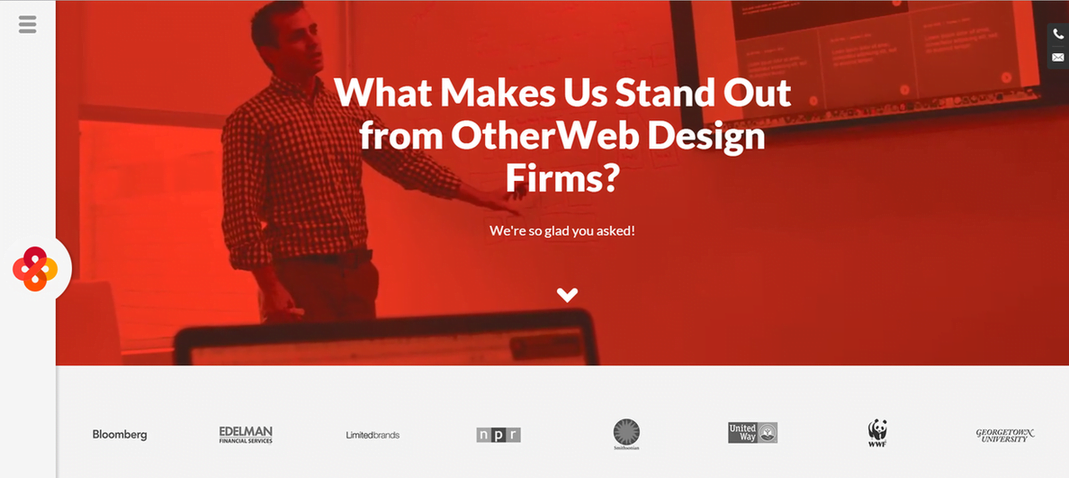 What Makes Us Stand Out
from OtherWeb Design
Firms?
We're so glad you asked!
Bloomberg
EDELMAN
FINANCIAL SERVICES
Limitedbrands
npr
Smithsonian
United
Way
WWF
GEORGETOWN
UNIVERSITY